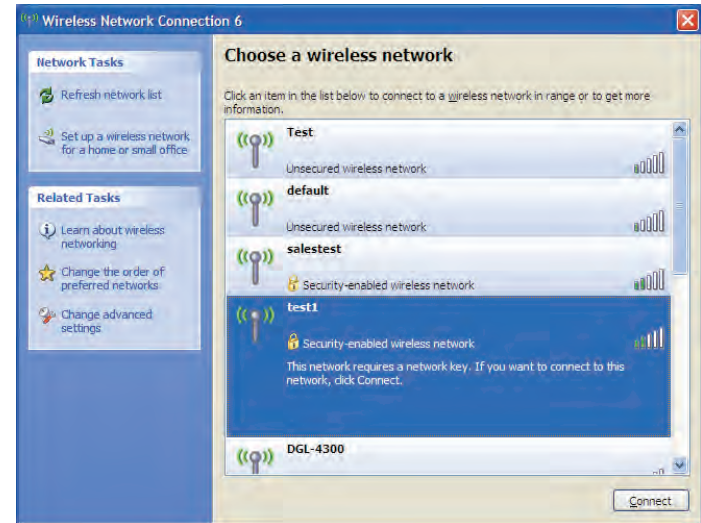 Wireless Network Connection 6
Network Tasks
Refresh network list
Set up a wireless network
for a home or small office
Related Tasks
Learn about wireless
networking
Change the order of
preferred networks
Change advanced
settings
Choose a wireless network
Click an item in the list below to connect to a wireless network in range or to get more
information.
Test
Unsecured wireless network
default
Unsecured wireless network
salestest
Security-enabled wireless network
test1
Security-enabled wireless network
This network requires a network key. If you want to connect to this
network, click Connect.
DGL-4300
Connect